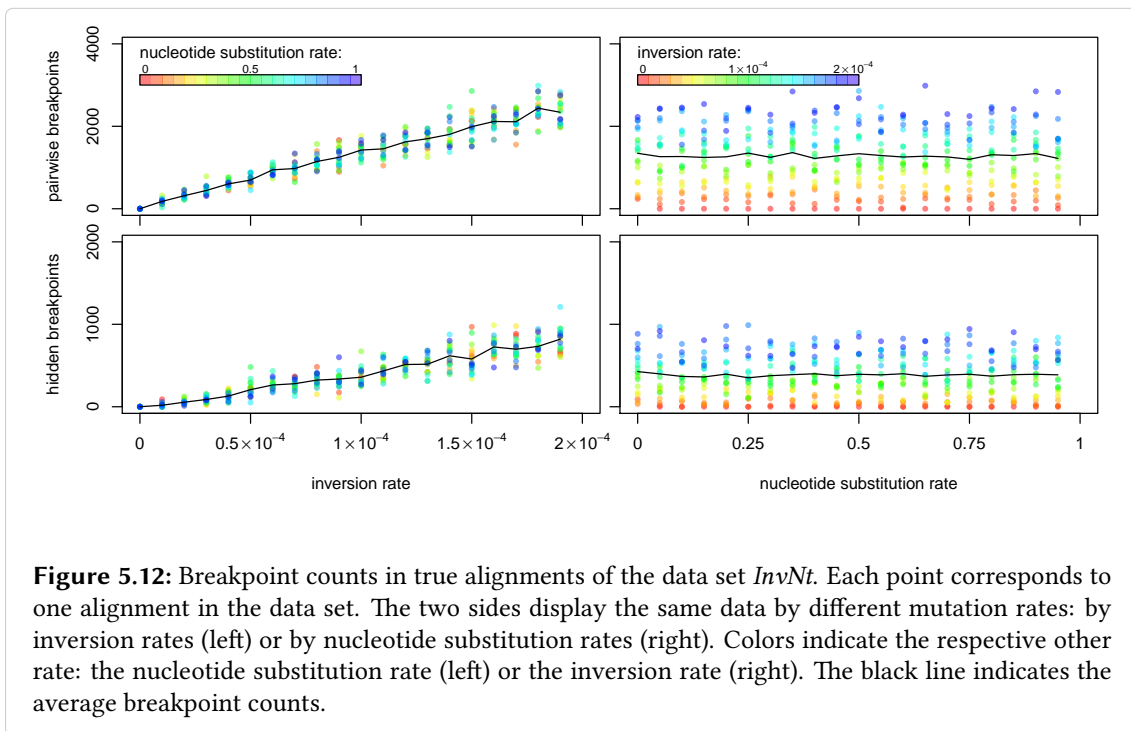 pairwise breakpoints
4000
2000
0
nucleotide substitution rate:
0 0.5 1
inversion rate:
0 1×10⁻⁴ 2×10⁻⁴
hidden breakpoints
2000
1000
0
0 0.5×10⁻⁴ 1×10⁻⁴ 1.5×10⁻⁴ 2×10⁻⁴
inversion rate
0 0.25 0.5 0.75 1
nucleotide substitution rate
Figure 5.12: Breakpoint counts in true alignments of the data set InvNt. Each point corresponds to
one alignment in the data set. The two sides display the same data by different mutation rates: by
inversion rates (left) or by nucleotide substitution rates (right). Colors indicate the respective other
rate: the nucleotide substitution rate (left) or the inversion rate (right). The black line indicates the
average breakpoint counts.